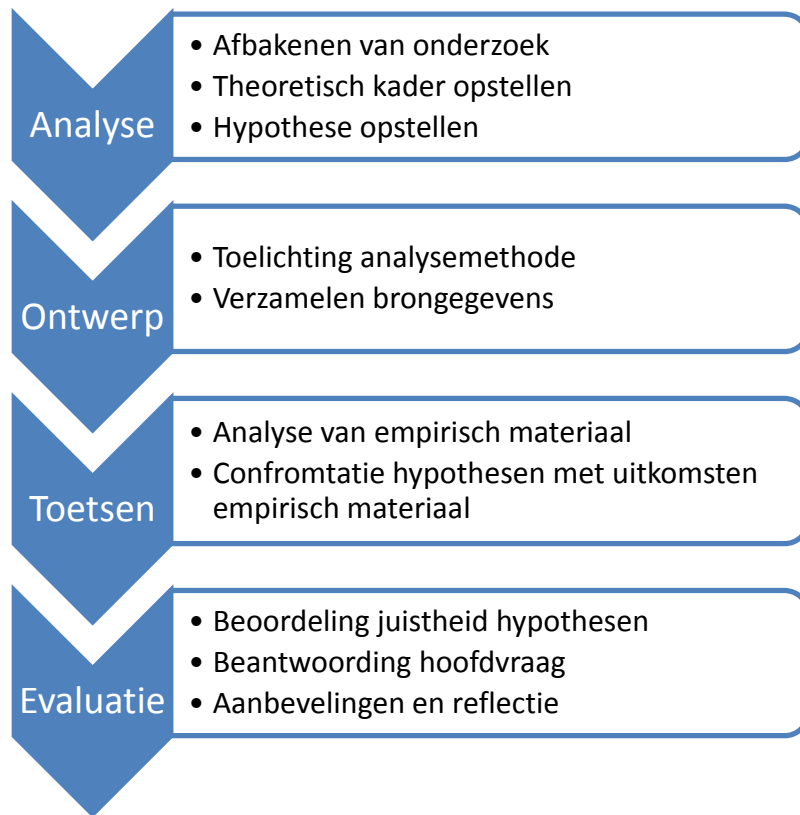 Analyse
• Afbakenen van onderzoek
• Theoretisch kader opstellen
• Hypothese opstellen
Ontwerp
• Toelichting analysemethode
• Verzamelen brongegevens
Toetsen
• Analyse van empirisch materiaal
• Confromtatie hypothesen met uitkomsten
empirisch materiaal
Evaluatie
• Beoordeling juistheid hypothesen
• Beantwoording hoofdvraag
• Aanbevelingen en reflectie